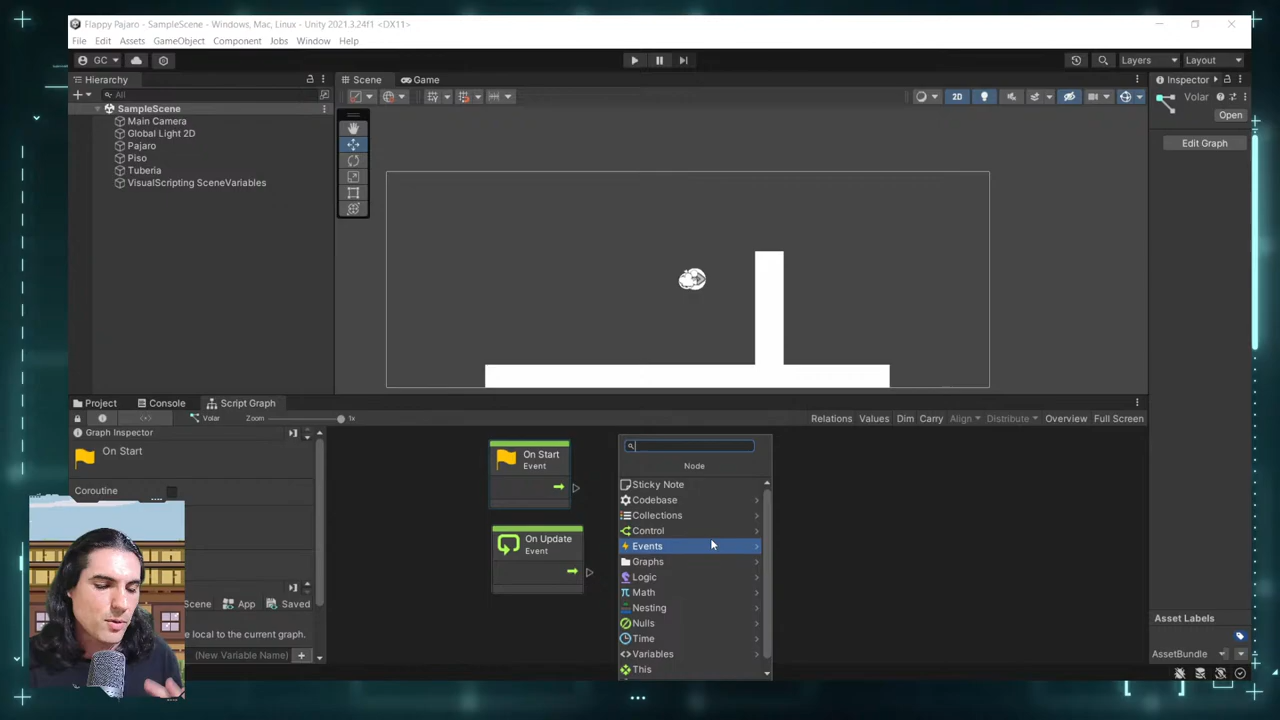 Flappy Pajaro - SampleScene - Windows, Mac, Linux - Unity 2021.3.24f1 <DX11>
File Edit Assets GameObject Component Jobs Window Help
GC Layers Layout
Hierarchy Scene Game Inspector
All
2D
SampleScene
Main Camera
Global Light 2D
Pajaro
Piso
Tuberia
VisualScripting SceneVariables
Volar
Open
Edit Graph
Project Console Script Graph
Volar Zoom 1x Relations Values Dim Carry Align Distribute Overview Full Screen
Graph Inspector
On Start
Coroutine
Scene App Saved
le local to the current graph.
(New Variable Name)
On Start
Event
On Update
Event
Node
Sticky Note
Codebase
Collections
Control
Events
Graphs
Logic
Math
Nesting
Nulls
Time
Variables
This
Asset Labels
AssetBundle